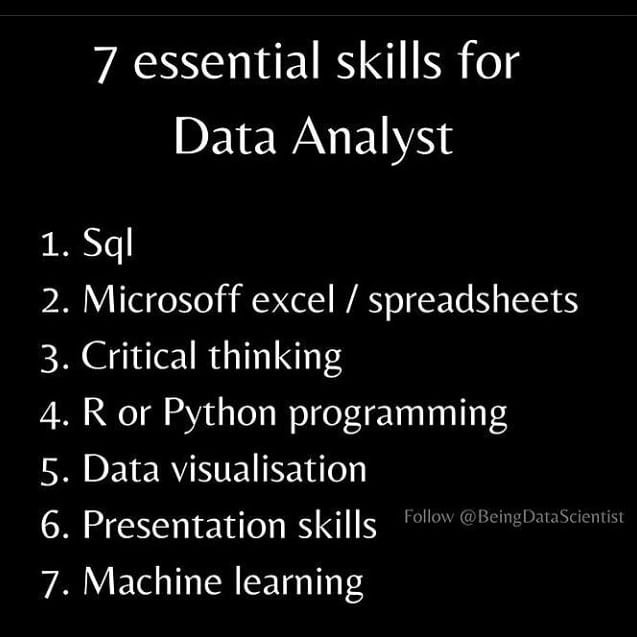 7 essential skills for
Data Analyst
1. Sql
2. Microsoff excel / spreadsheets
3. Critical thinking
4. R or Python programming
5. Data visualisation
6. Presentation skills
Follow @BeingDataScientist
7. Machine learning